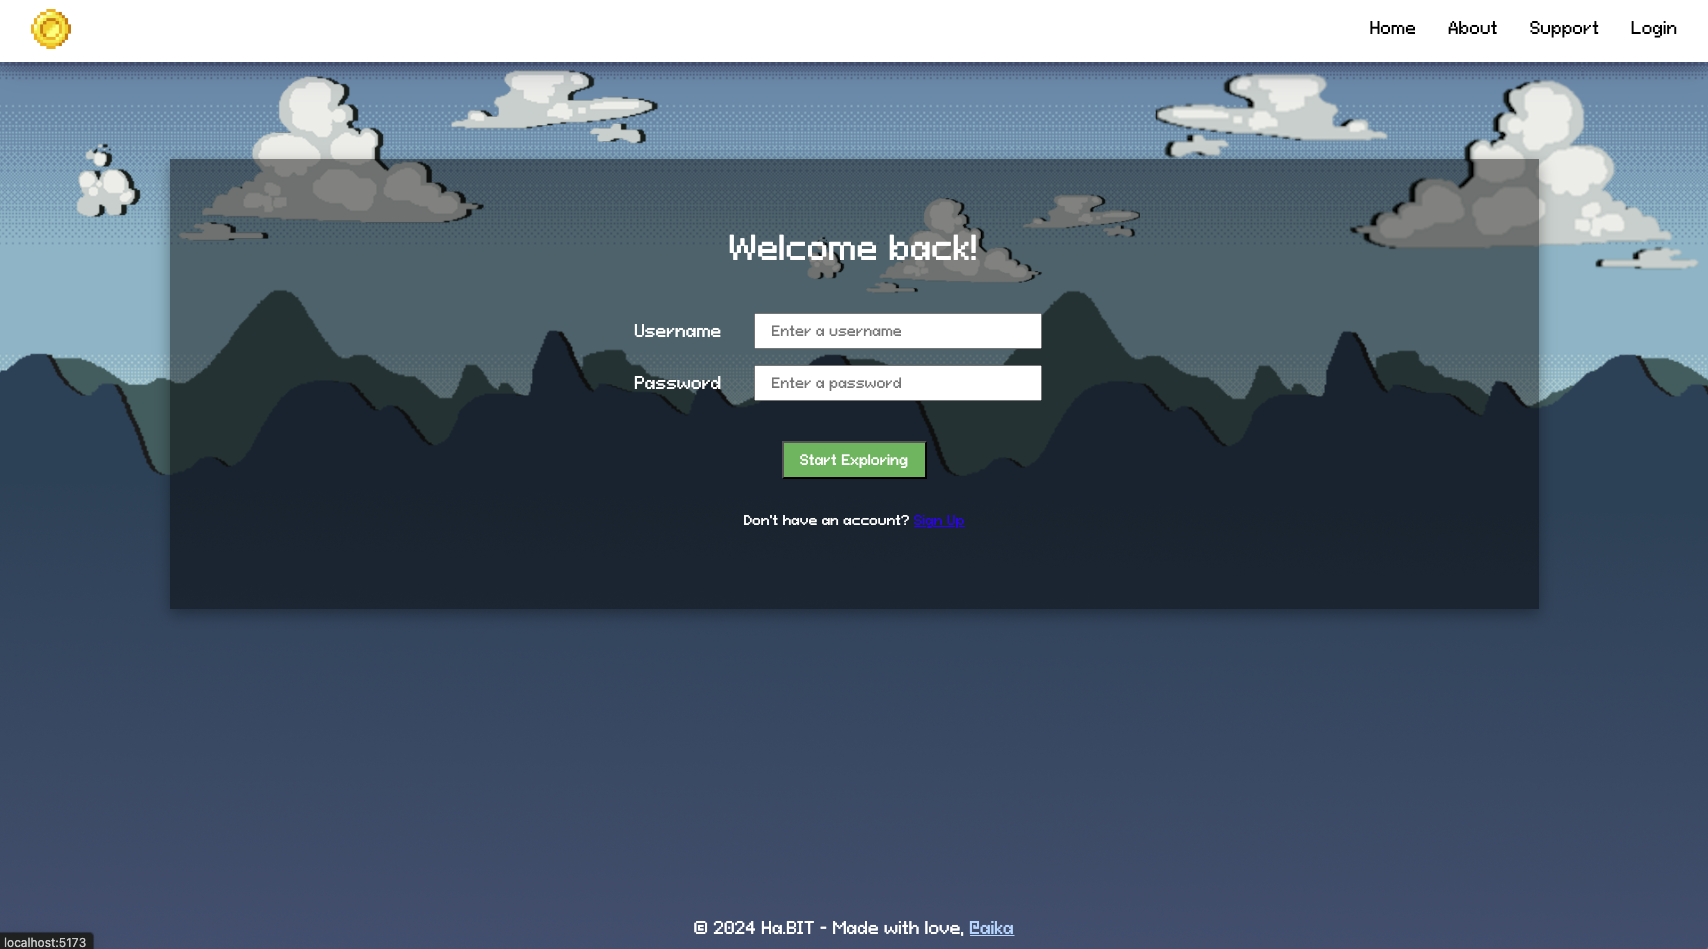 Home About Support Login
Welcome back!
Username Enter a username
Password Enter a password
Start Exploring
Don't have an account? Sign Up
© 2024 Ha.BIT - Made with love, @aika
localhost:5173